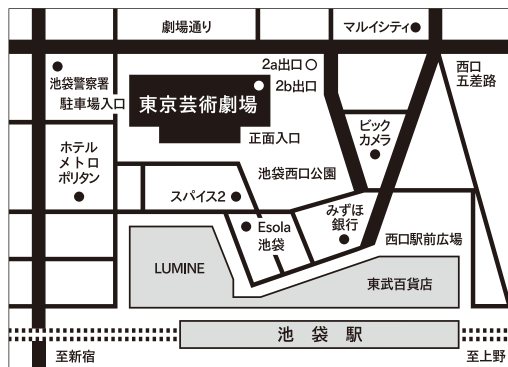 劇場通り
マルイシティ
2a出口
2b出口
西口
五差路
池袋警察署
駐車場入口
東京芸術劇場
正面入口
ビック
カメラ
ホテル
メトロ
ポリタン
池袋西口公園
スパイス2
みずほ
銀行
Esola
池袋
西口駅前広場
LUMINE
東武百貨店
池袋駅
至新宿
至上野